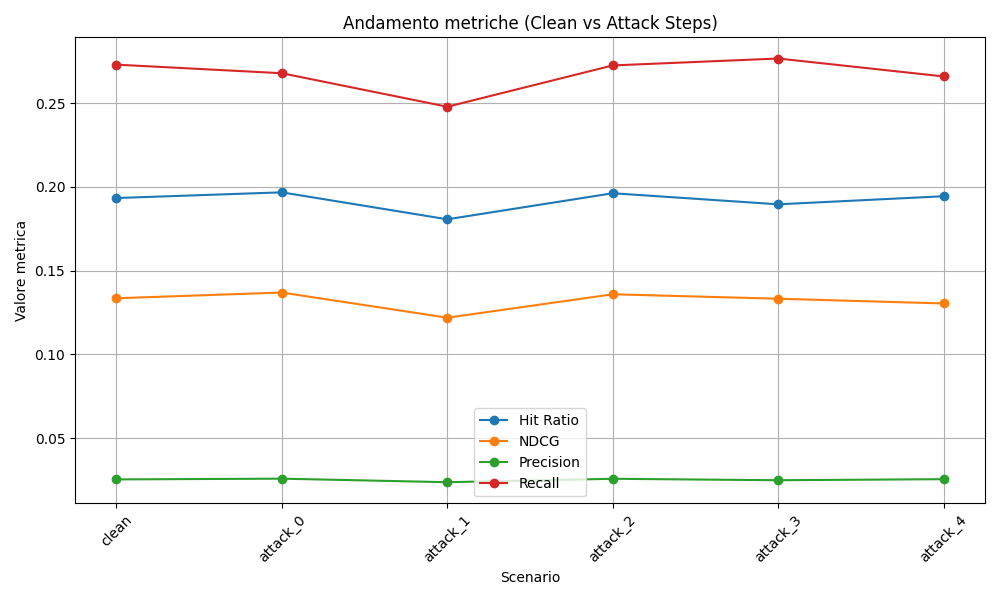 Andamento metriche (Clean vs Attack Steps)
Valore metrica
0.25
0.20
0.15
0.10
0.05
Hit Ratio
NDCG
Precision
Recall
clean
attack_0
attack_1
attack_2
attack_3
attack_4
Scenario